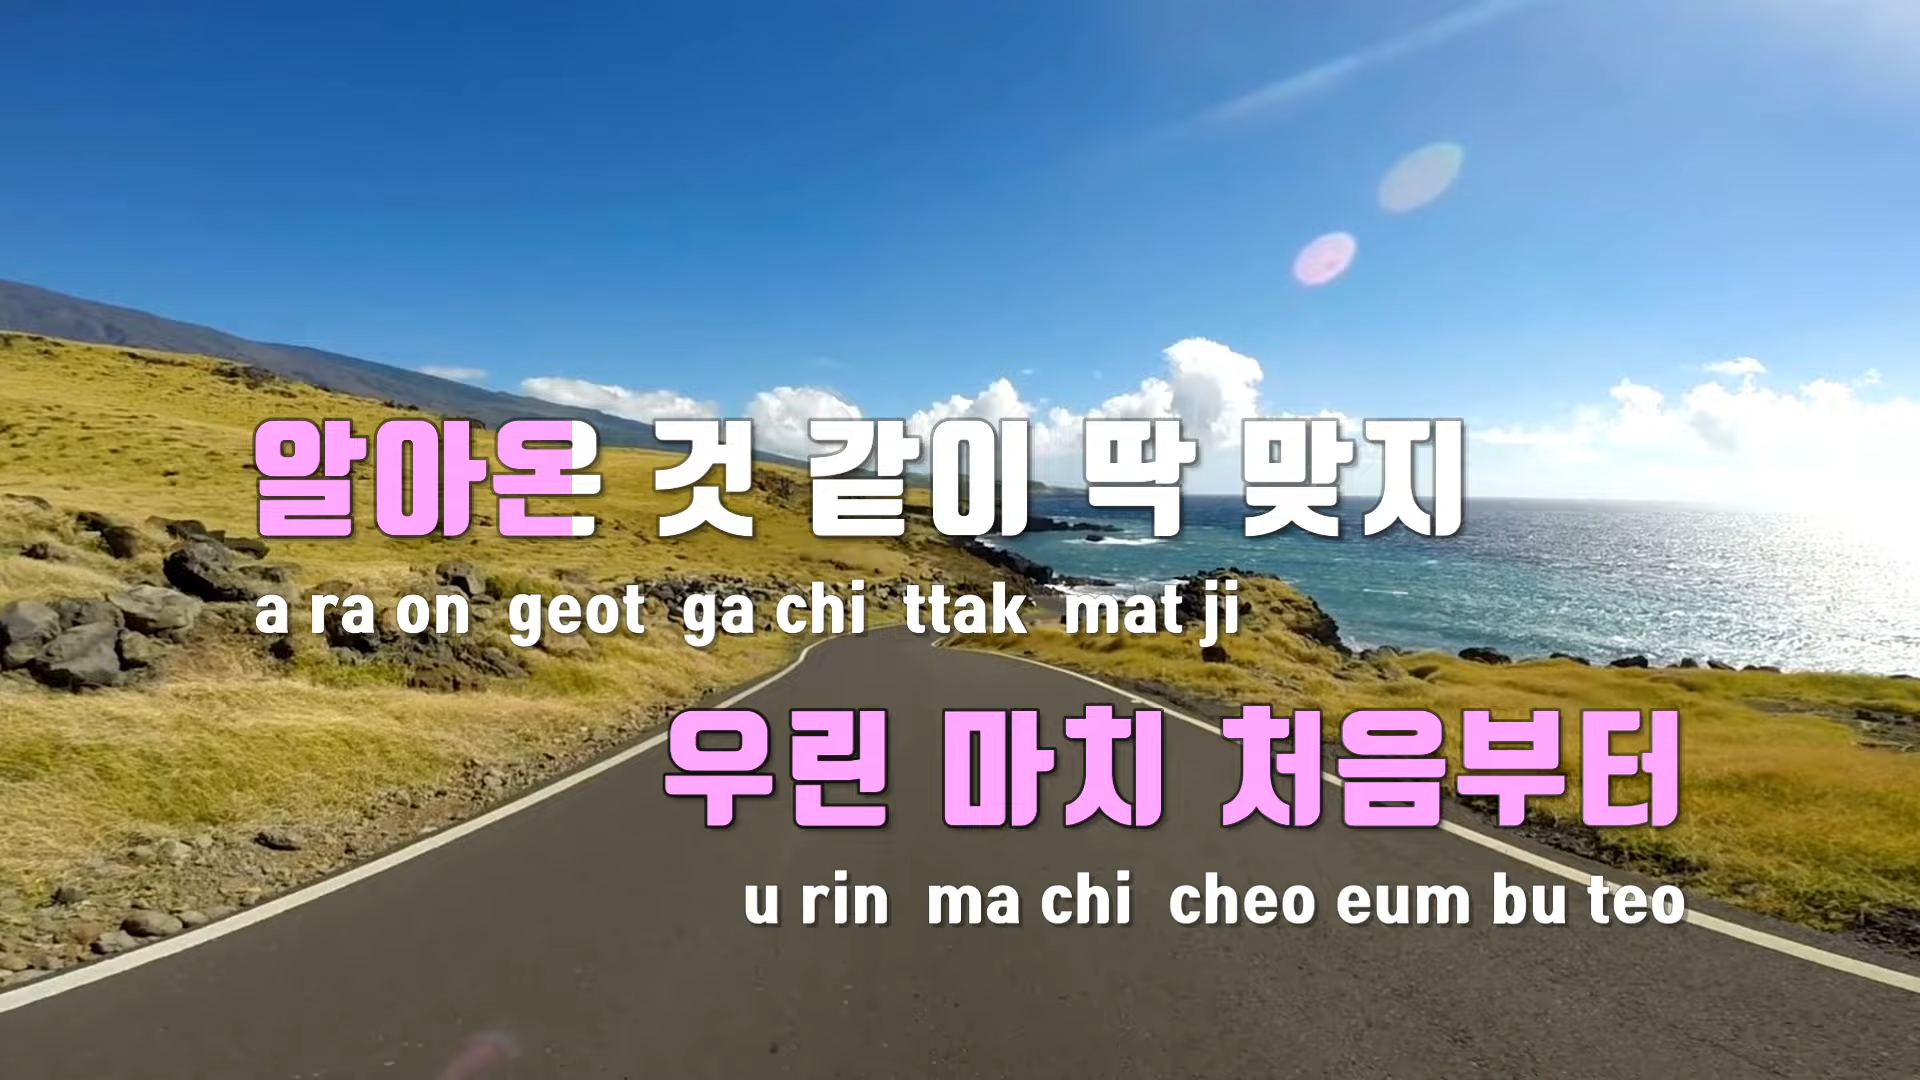 알아온 것 같이 딱 맞지
a ra on geot ga chi ttak mat ji
우린 마치 처음부터
u rin ma chi cheo eum bu teo